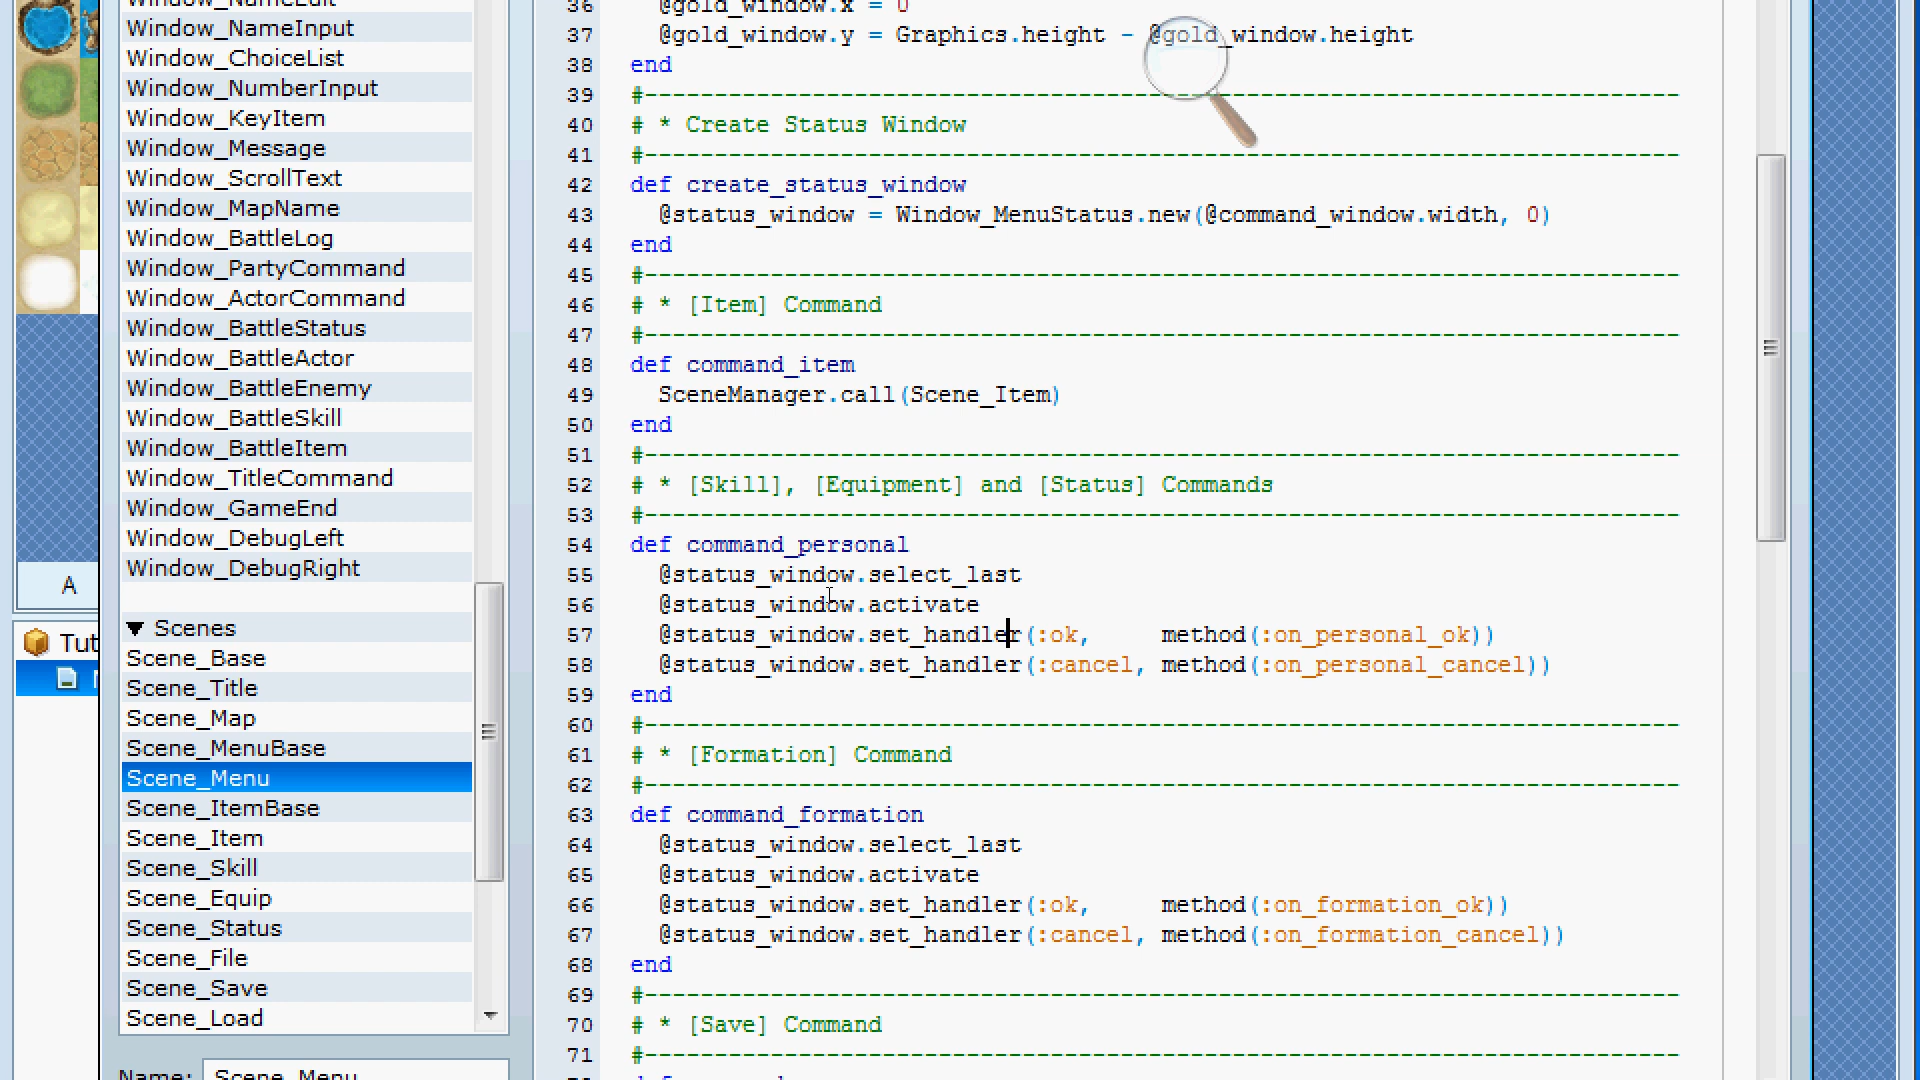 Window_NameEdit
Window_NameInput
Window_ChoiceList
Window_NumberInput
Window_KeyItem
Window_Message
Window_ScrollText
Window_MapName
Window_BattleLog
Window_PartyCommand
Window_ActorCommand
Window_BattleStatus
Window_BattleActor
Window_BattleEnemy
Window_BattleSkill
Window_BattleItem
Window_TitleCommand
Window_GameEnd
Window_DebugLeft
Window_DebugRight
▼ Scenes
Scene_Base
Scene_Title
Scene_Map
Scene_MenuBase
Scene_Menu
Scene_ItemBase
Scene_Item
Scene_Skill
Scene_Equip
Scene_Status
Scene_File
Scene_Save
Scene_Load
Name: Scene_Menu
A
Tut
36 @gold_window.x = 0
37 @gold_window.y = Graphics.height - @gold_window.height
38 end
39 #--------------------------------------------------------------------------
40 # * Create Status Window
41 #--------------------------------------------------------------------------
42 def create_status_window
43 @status_window = Window_MenuStatus.new(@command_window.width, 0)
44 end
45 #--------------------------------------------------------------------------
46 # * [Item] Command
47 #--------------------------------------------------------------------------
48 def command_item
49 SceneManager.call(Scene_Item)
50 end
51 #--------------------------------------------------------------------------
52 # * [Skill], [Equipment] and [Status] Commands
53 #--------------------------------------------------------------------------
54 def command_personal
55 @status_window.select_last
56 @status_window.activate
57 @status_window.set_handler(:ok,     method(:on_personal_ok))
58 @status_window.set_handler(:cancel, method(:on_personal_cancel))
59 end
60 #--------------------------------------------------------------------------
61 # * [Formation] Command
62 #--------------------------------------------------------------------------
63 def command_formation
64 @status_window.select_last
65 @status_window.activate
66 @status_window.set_handler(:ok,     method(:on_formation_ok))
67 @status_window.set_handler(:cancel, method(:on_formation_cancel))
68 end
69 #--------------------------------------------------------------------------
70 # * [Save] Command
71 #--------------------------------------------------------------------------